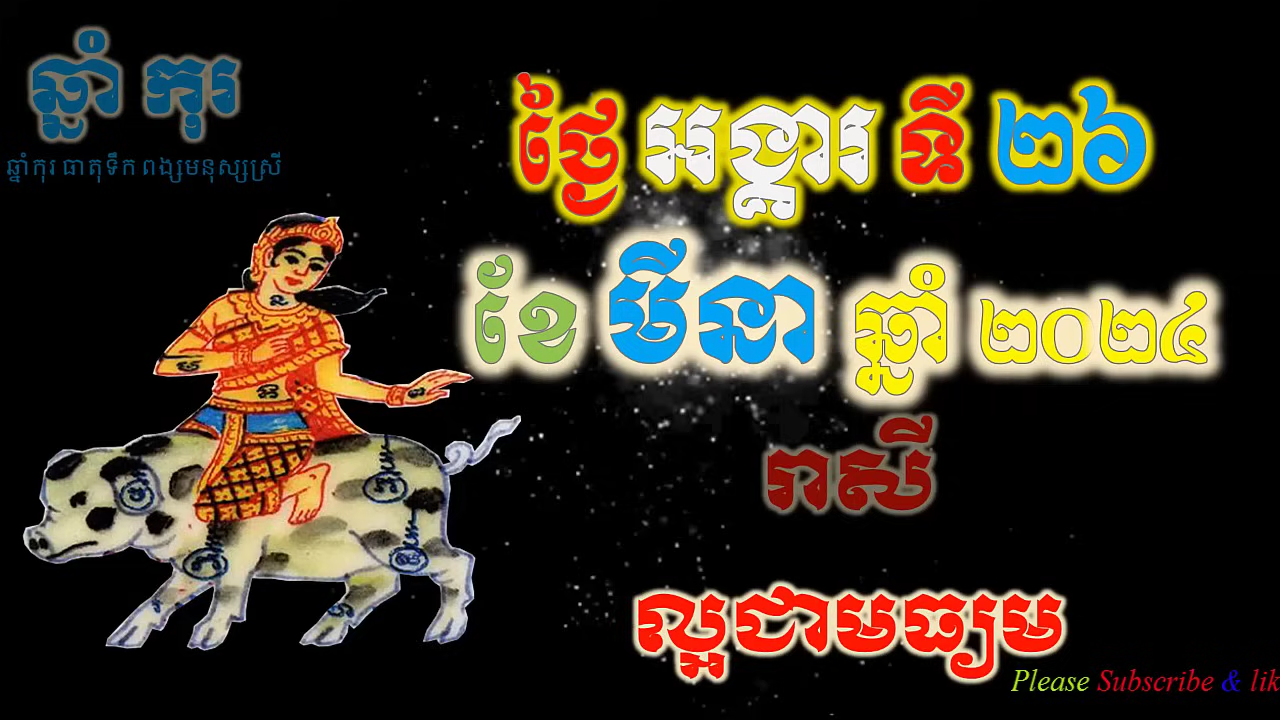 ឆ្នាំ កុរ
ឆ្នាំកុរ ធាតុទឹក ពង្សមនុស្សស្រី
ថ្ងៃ អង្គារ ទី ២៦
ខែ មីនា ឆ្នាំ ២០២៤
រាសី
ល្អជាមធ្យម
Please Subscribe & lik